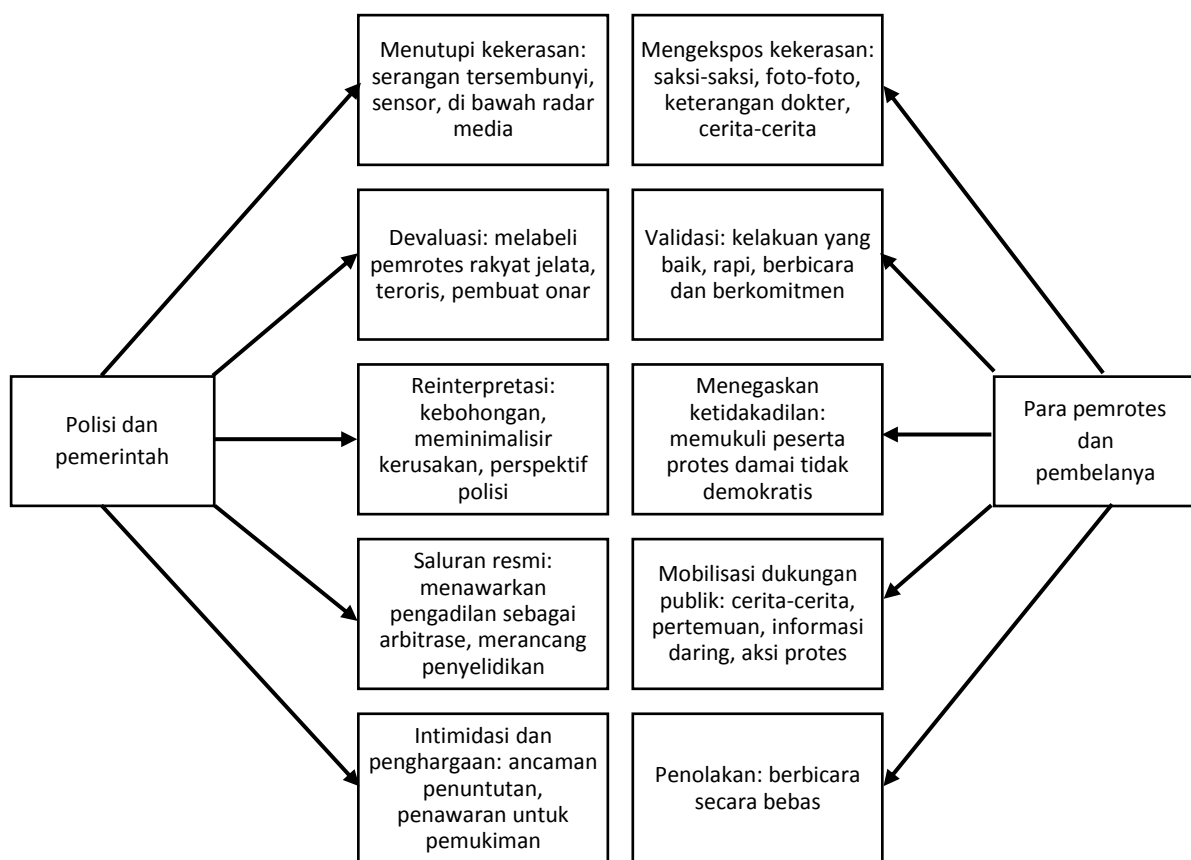 Menutupi kekerasan:
serangan tersembunyi,
sensor, di bawah radar
media
Mengekspos kekerasan:
saksi-saksi, foto-foto,
keterangan dokter,
cerita-cerita
Devaluasi: melabeli
pemrotes rakyat jelata,
teroris, pembuat onar
Validasi: kelakuan yang
baik, rapi, berbicara
dan berkomitmen
Polisi dan
pemerintah
Reinterpretasi:
kebohongan,
meminimalisir
kerusakan, perspektif
polisi
Menegaskan
ketidakadilan:
memukuli peserta
protes damai tidak
demokratis
Para pemrotes
dan
pembelanya
Saluran resmi:
menawarkan
pengadilan sebagai
arbitrase, merancang
penyelidikan
Mobilisasi dukungan
publik: cerita-cerita,
pertemuan, informasi
daring, aksi protes
Intimidasi dan
penghargaan: ancaman
penuntutan,
penawaran untuk
pemukiman
Penolakan: berbicara
secara bebas